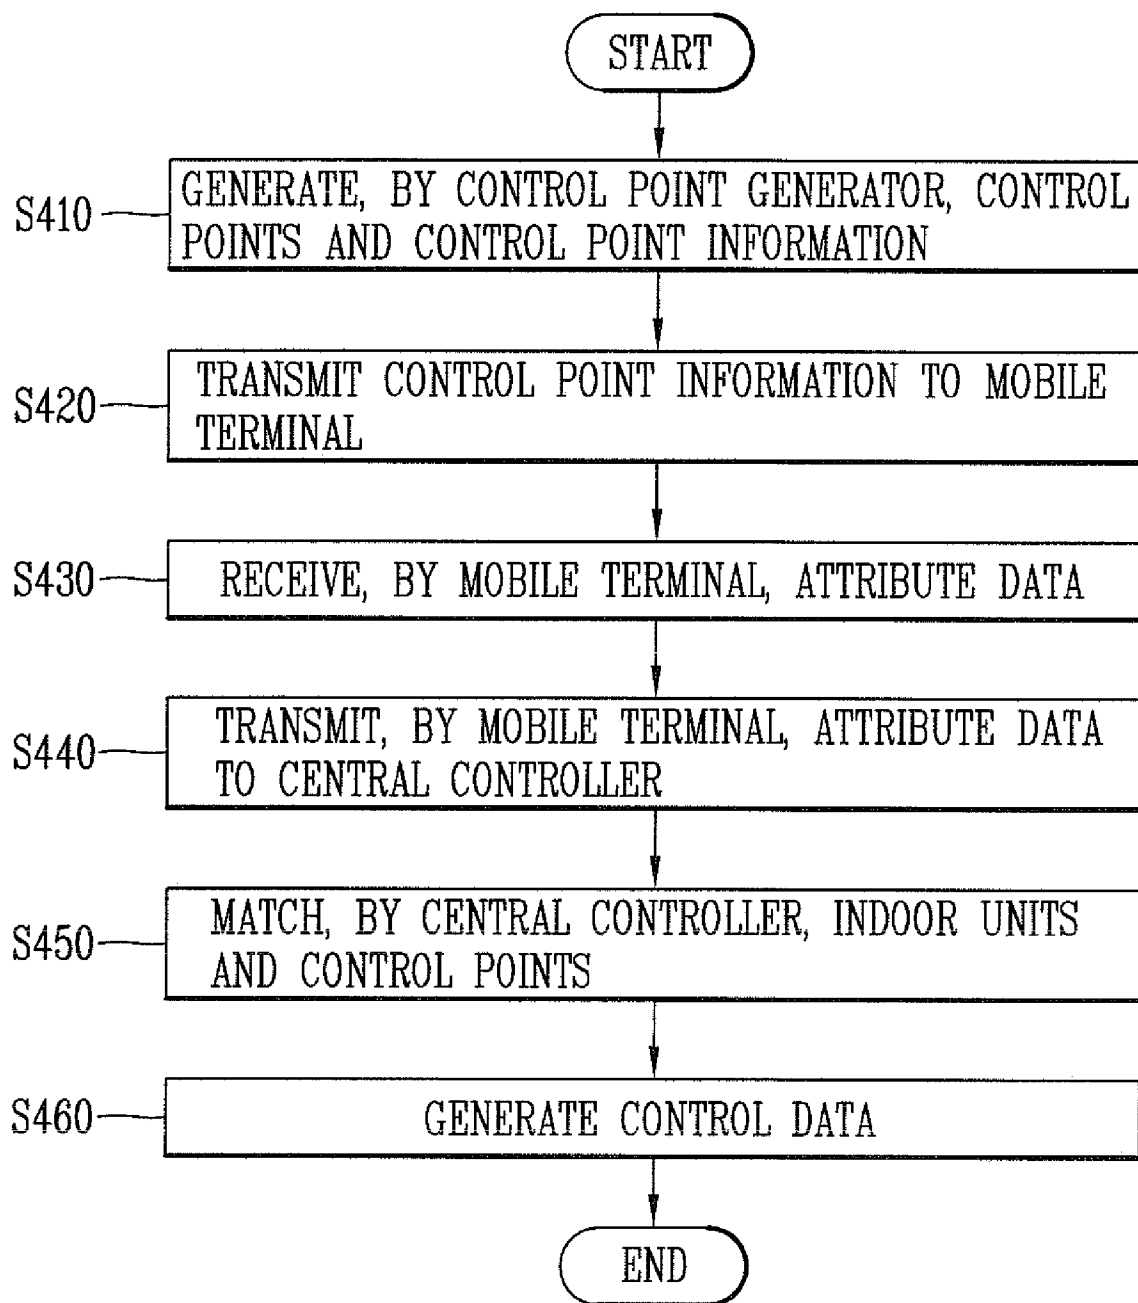 START
S410
GENERATE, BY CONTROL POINT GENERATOR, CONTROL
POINTS AND CONTROL POINT INFORMATION
S420
TRANSMIT CONTROL POINT INFORMATION TO MOBILE
TERMINAL
S430
RECEIVE, BY MOBILE TERMINAL, ATTRIBUTE DATA
S440
TRANSMIT, BY MOBILE TERMINAL, ATTRIBUTE DATA
TO CENTRAL CONTROLLER
S450
MATCH, BY CENTRAL CONTROLLER, INDOOR UNITS
AND CONTROL POINTS
S460
GENERATE CONTROL DATA
END